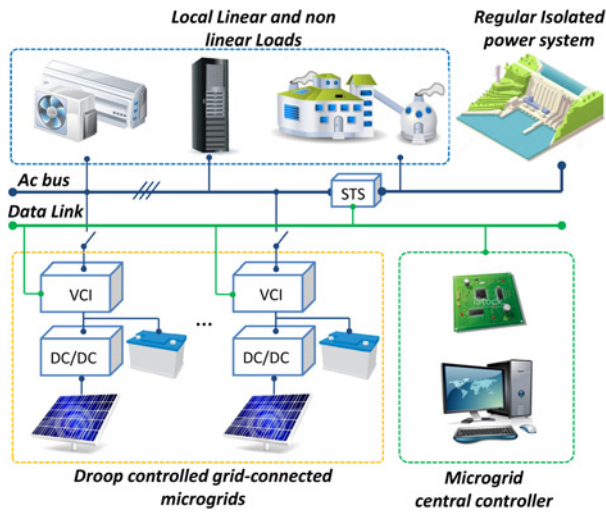 Local Linear and non
linear Loads
Regular Isolated
power system
Ac bus
STS
Data Link
VCI
VCI
...
DC/DC
DC/DC
Droop controlled grid-connected
microgrids
Microgrid
central controller